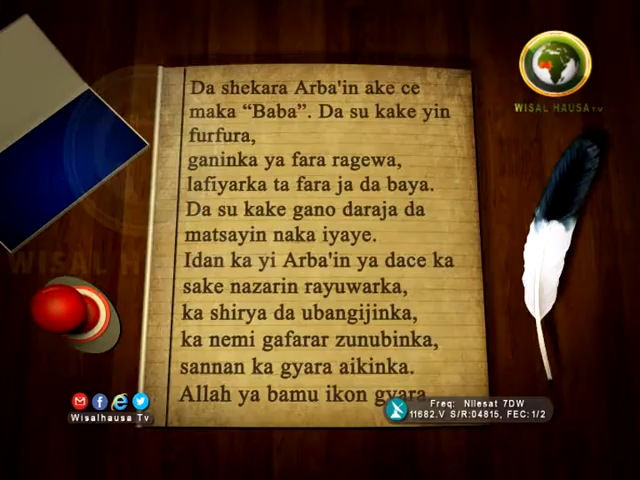 Da shekara Arba'in ake ce
maka “Baba”. Da su kake yin
furfura,
ganinka ya fara ragewa,
lafiyarka ta fara ja da baya.
Da su kake gano daraja da
matsayin naka iyaye.
Idan ka yi Arba'in ya dace ka
sake nazarin rayuwarka,
ka shirya da ubangijinka,
ka nemi gafarar zunubinka,
sannan ka gyara aikinka.
Allah ya bamu ikon gyara
WISAL HAUSA TV
WISAL H
Wisalhausa Tv
Freq: Nilesat 7DW
11682.V S/R:04815, FEC:1/2